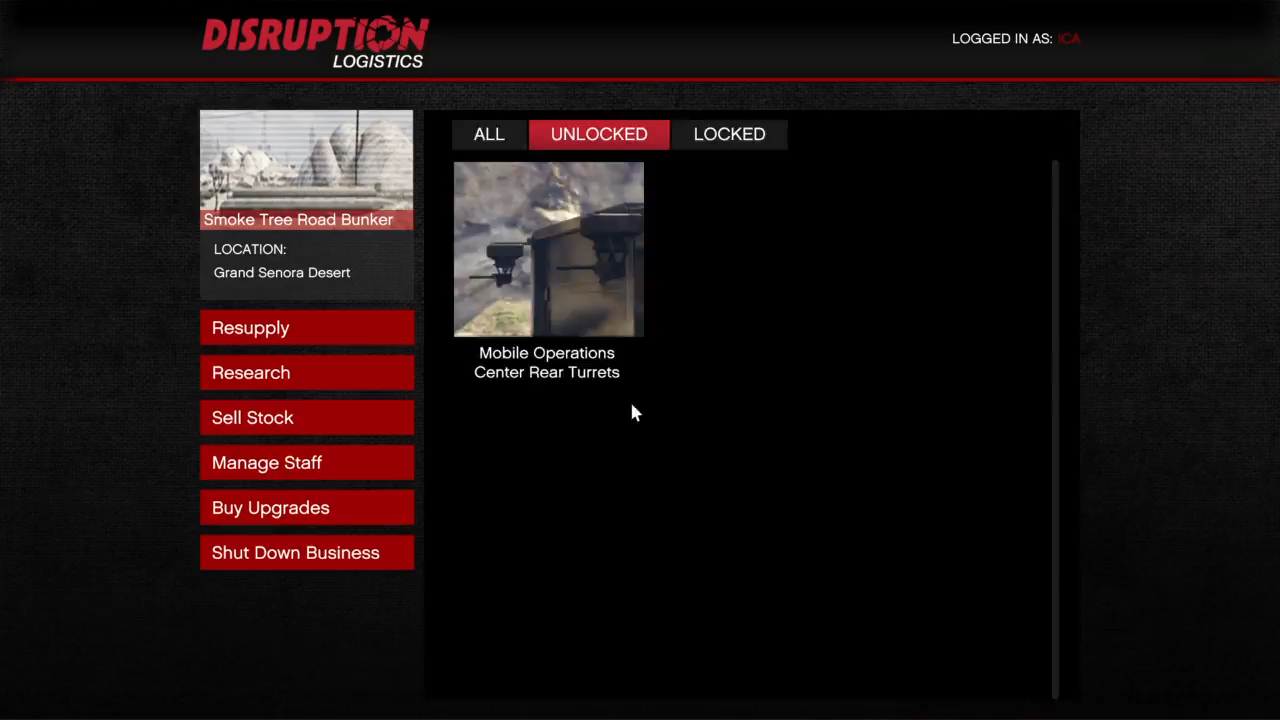 DISRUPTION
LOGISTICS
LOGGED IN AS: ICA
Smoke Tree Road Bunker
LOCATION:
Grand Senora Desert
Resupply
Research
Sell Stock
Manage Staff
Buy Upgrades
Shut Down Business
ALL UNLOCKED LOCKED
Mobile Operations
Center Rear Turrets